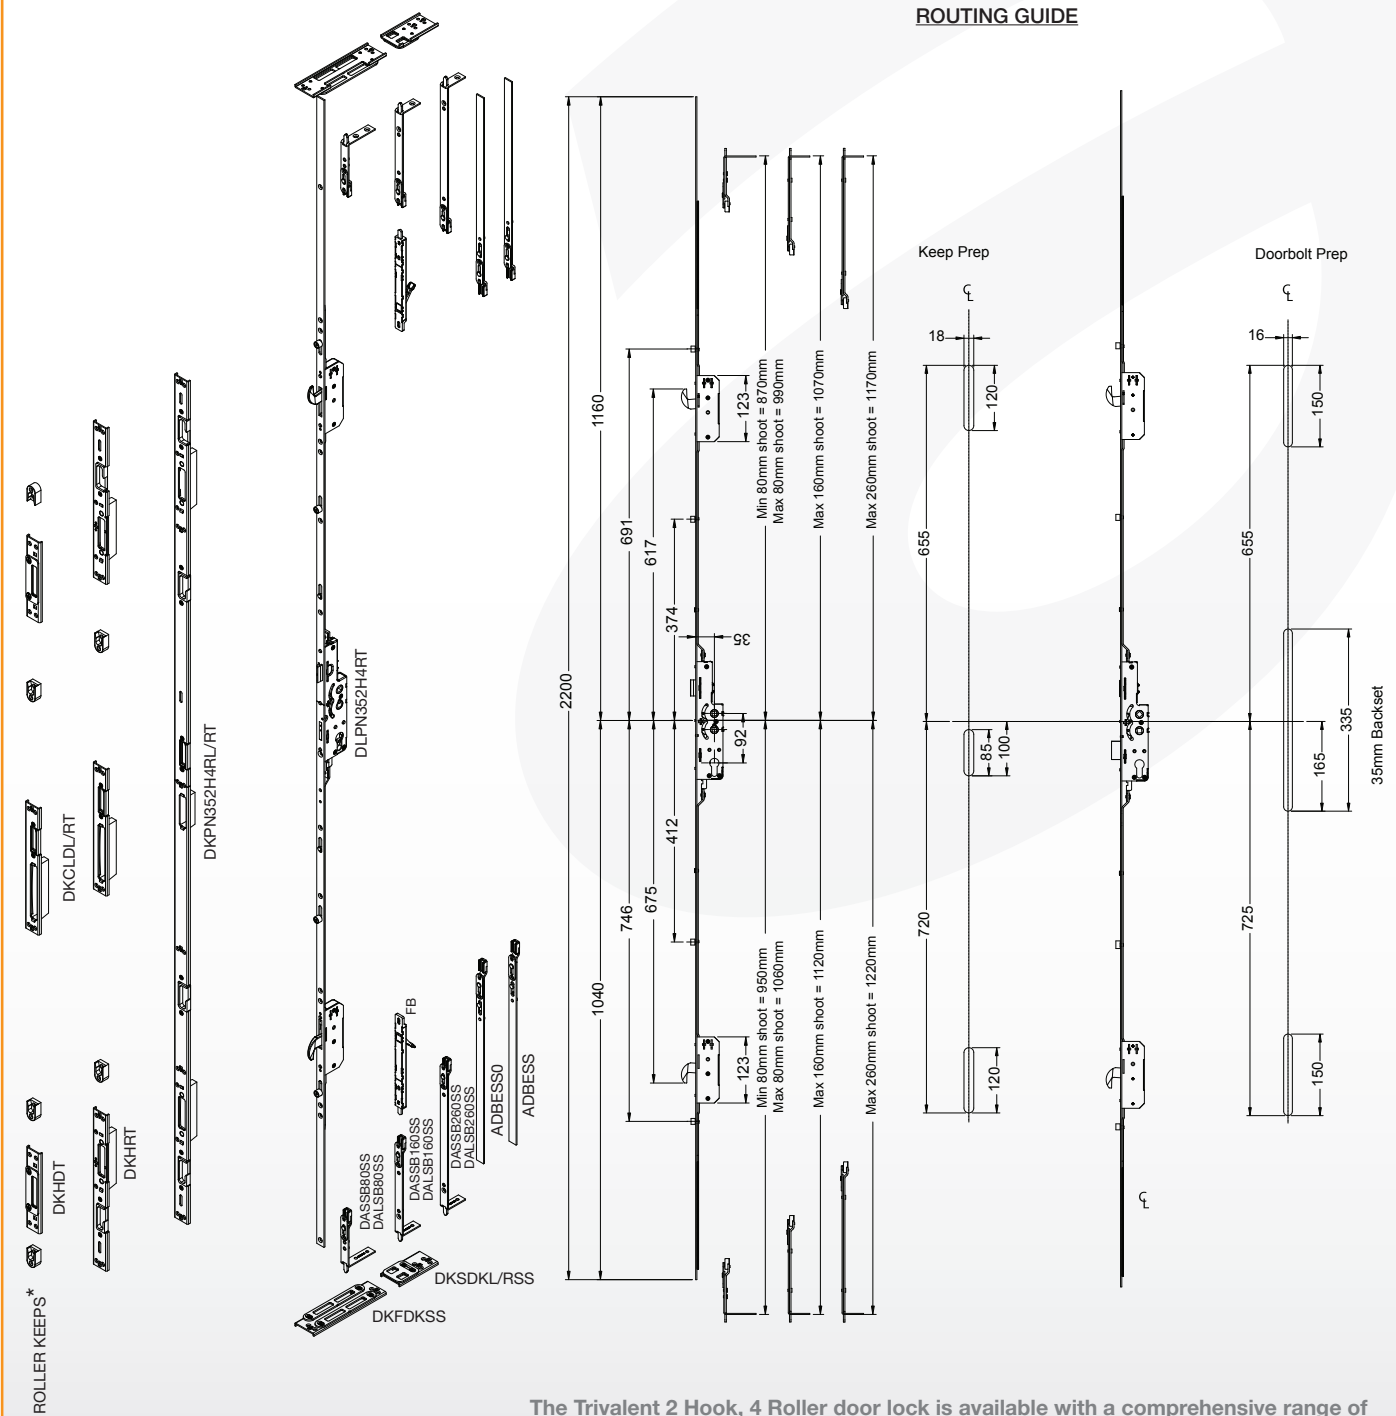 ROUTING GUIDE
Keep Prep
Doorbolt Prep
℄
℄
18
16
120
150
655
655
2200
1160
691
617
374
35
123
Min 80mm shoot = 870mm
Max 80mm shoot = 990mm
Max 160mm shoot = 1070mm
Max 260mm shoot = 1170mm
92
85
100
335
165
35mm Backset
412
675
746
1040
720
725
123
120
150
Min 80mm shoot = 950mm
Max 80mm shoot = 1060mm
Max 160mm shoot = 1120mm
Max 260mm shoot = 1220mm
℄
DLPN352H4RT
DKPN352H4RL/RT
DKCLDL/RT
DKHRT
DKHDT
ROLLER KEEPS*
FB
DASSB80SS
DALSB80SS
DASSB160SS
DALSB160SS
DASSB260SS
DALSB260SS
ADBESS0
ADBESS
DKSDKL/RSS
DKFDKSS
The Trivalent 2 Hook, 4 Roller door lock is available with a comprehensive range of